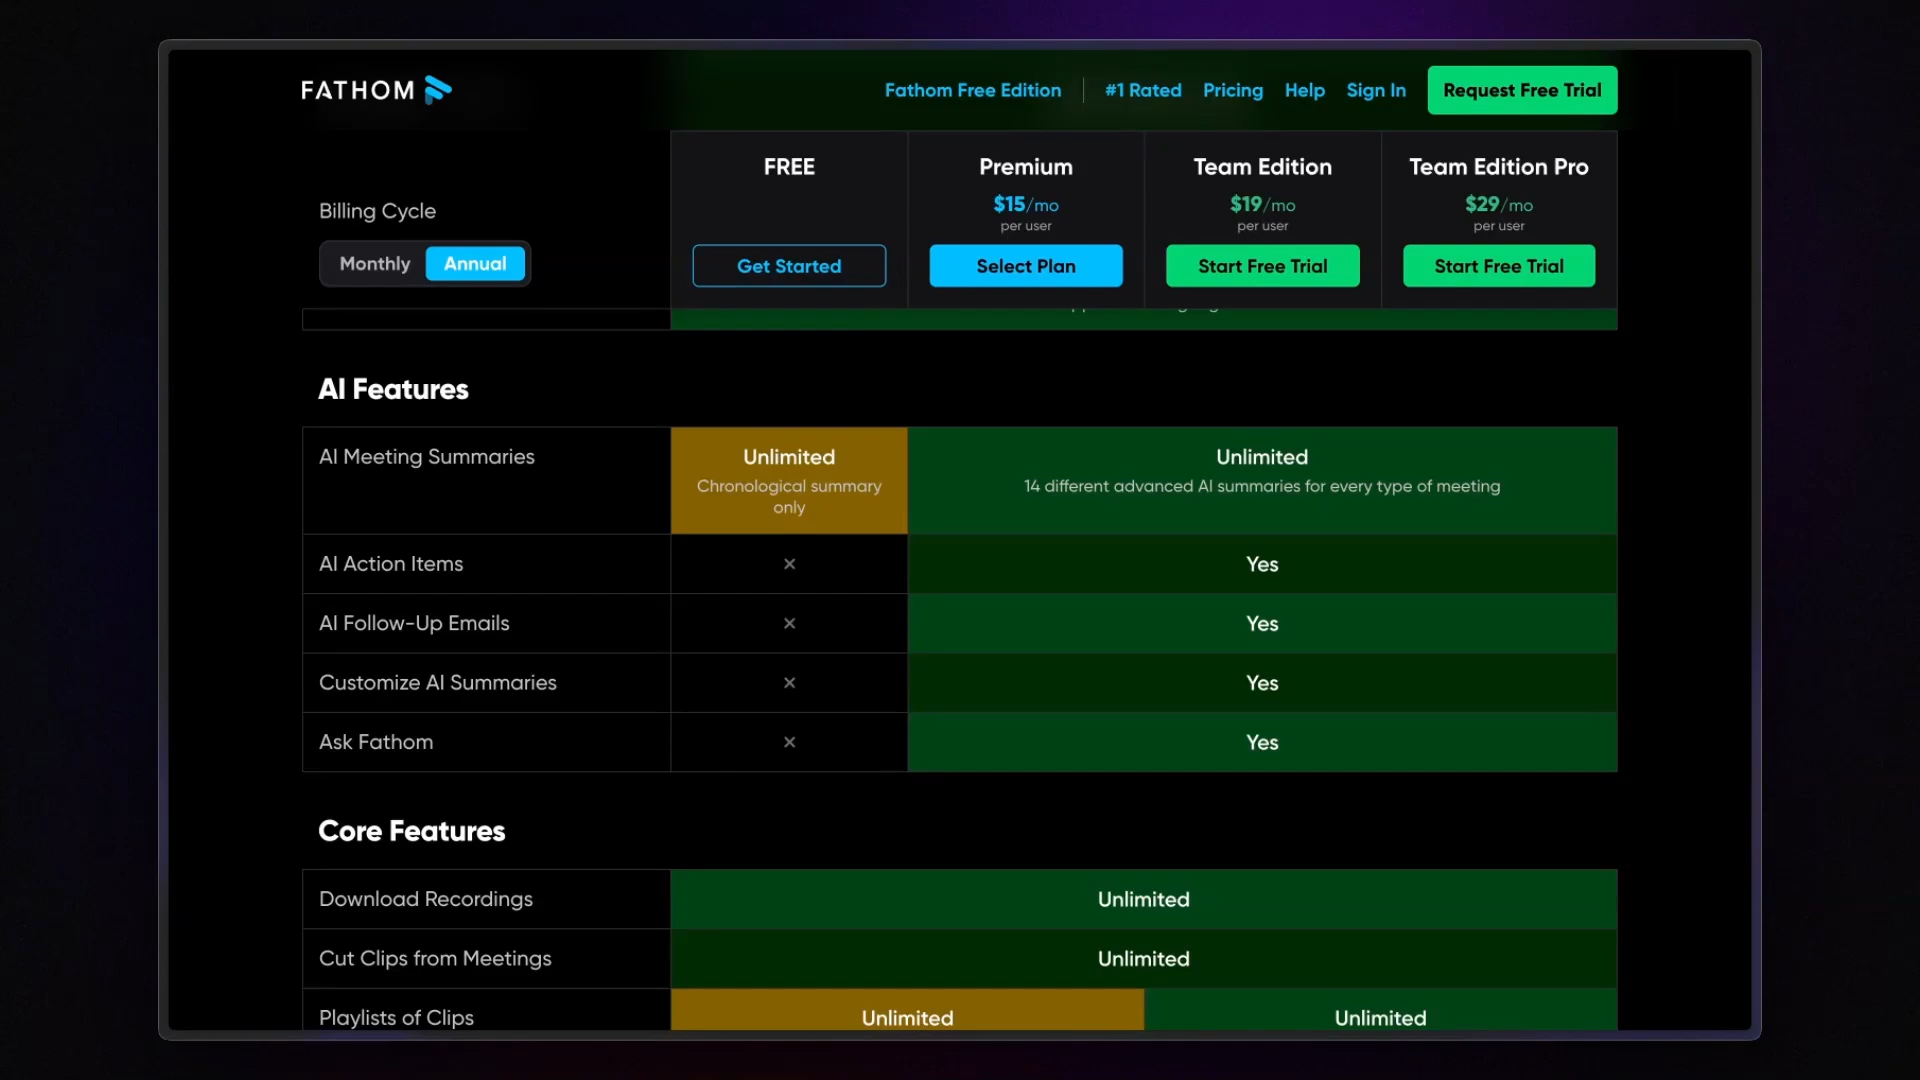 FATHOM
Fathom Free Edition
#1 Rated
Pricing
Help
Sign In
Request Free Trial
Billing Cycle
Monthly
Annual
FREE
Get Started
Premium
$15/mo
per user
Select Plan
Team Edition
$19/mo
per user
Start Free Trial
Team Edition Pro
$29/mo
per user
Start Free Trial
AI Features
AI Meeting Summaries
Unlimited
Chronological summary
only
Unlimited
14 different advanced AI summaries for every type of meeting
AI Action Items
×
Yes
AI Follow-Up Emails
×
Yes
Customize AI Summaries
×
Yes
Ask Fathom
×
Yes
Core Features
Download Recordings
Unlimited
Cut Clips from Meetings
Unlimited
Playlists of Clips
Unlimited
Unlimited